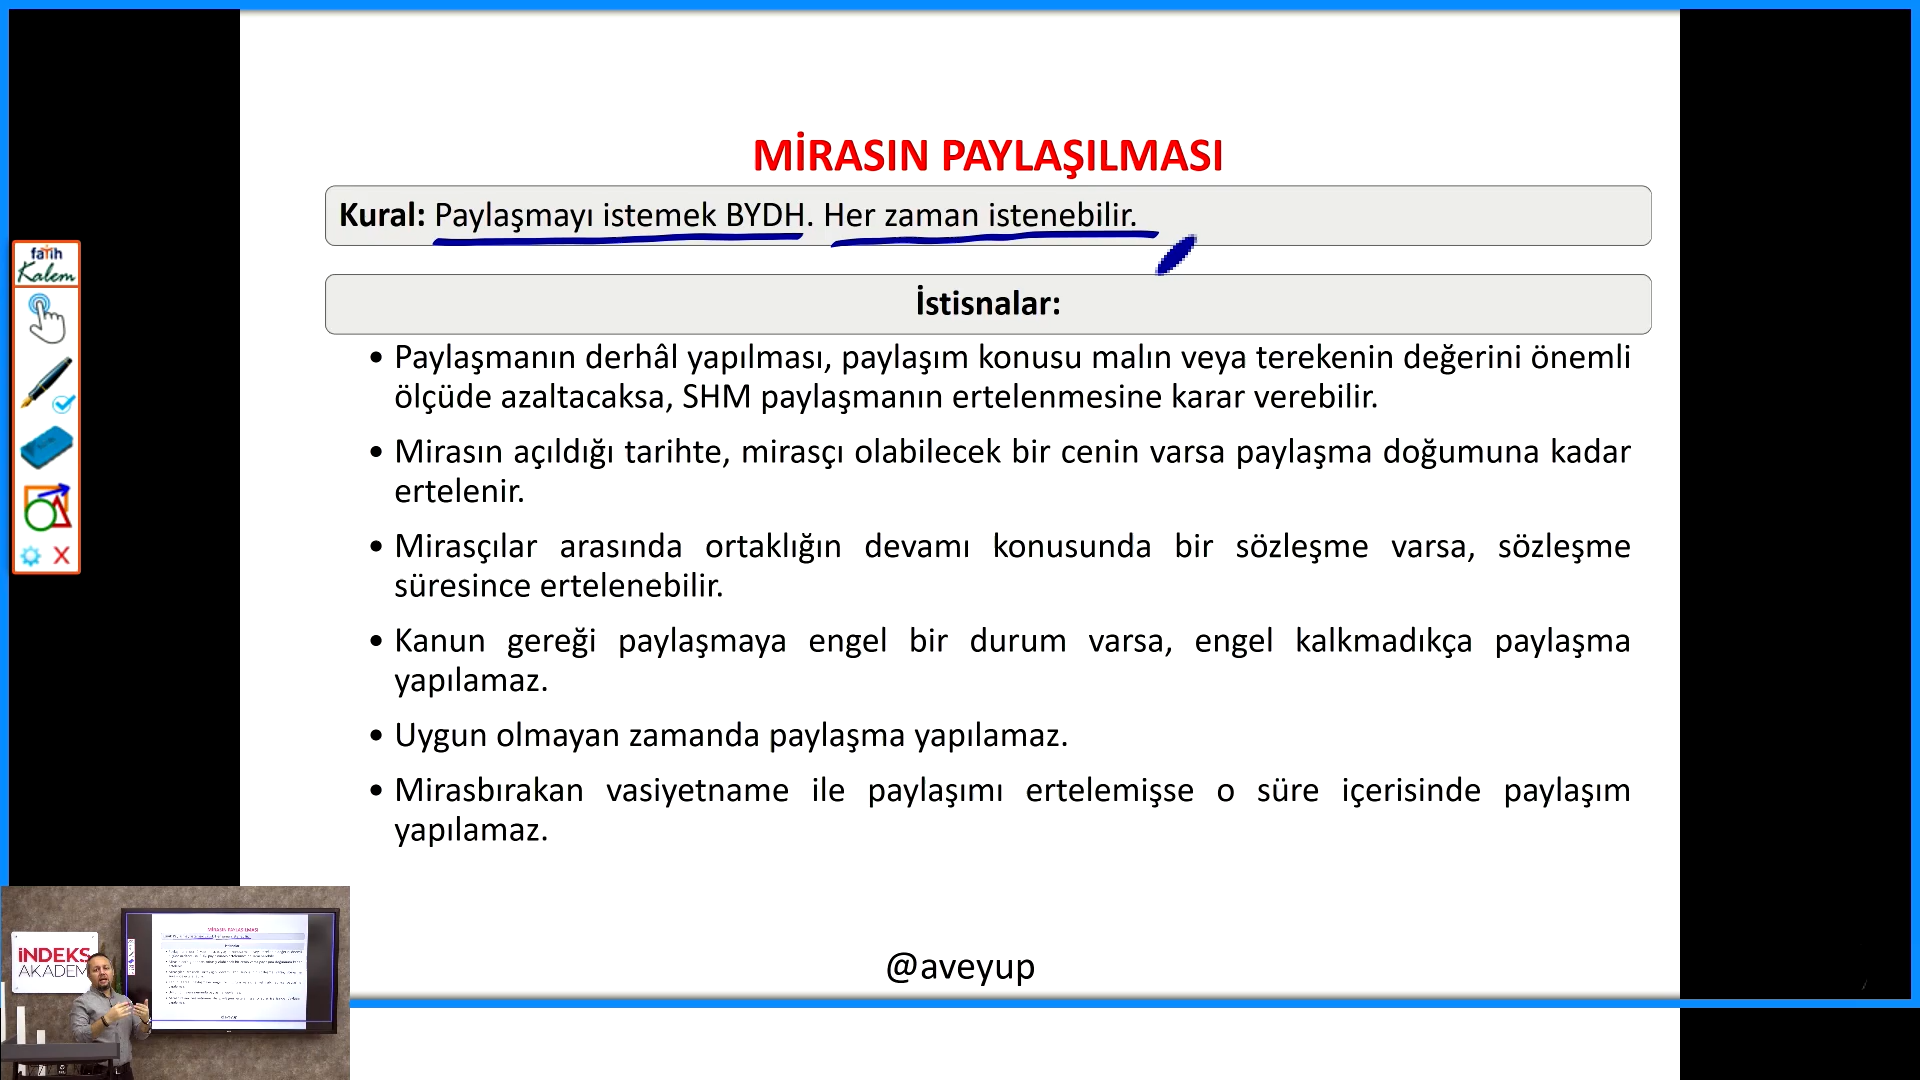 MİRASIN PAYLAŞILMASI
Kural: Paylaşmayı istemek BYDH. Her zaman istenebilir.
İstisnalar:
• Paylaşmanın derhâl yapılması, paylaşım konusu malın veya terekenin değerini önemli
ölçüde azaltacaksa, SHM paylaşmanın ertelenmesine karar verebilir.
• Mirasın açıldığı tarihte, mirasçı olabilecek bir cenin varsa paylaşma doğumuna kadar
ertelenir.
• Mirasçılar arasında ortaklığın devamı konusunda bir sözleşme varsa, sözleşme
süresince ertelenebilir.
• Kanun gereği paylaşmaya engel bir durum varsa, engel kalkmadıkça paylaşma
yapılamaz.
• Uygun olmayan zamanda paylaşma yapılamaz.
• Mirasbırakan vasiyetname ile paylaşımı ertelemişse o süre içerisinde paylaşım
yapılamaz.
@aveyup
fatih
Kalem
İNDEKS
AKADEM
MİRASIN PAYLAŞILMASI